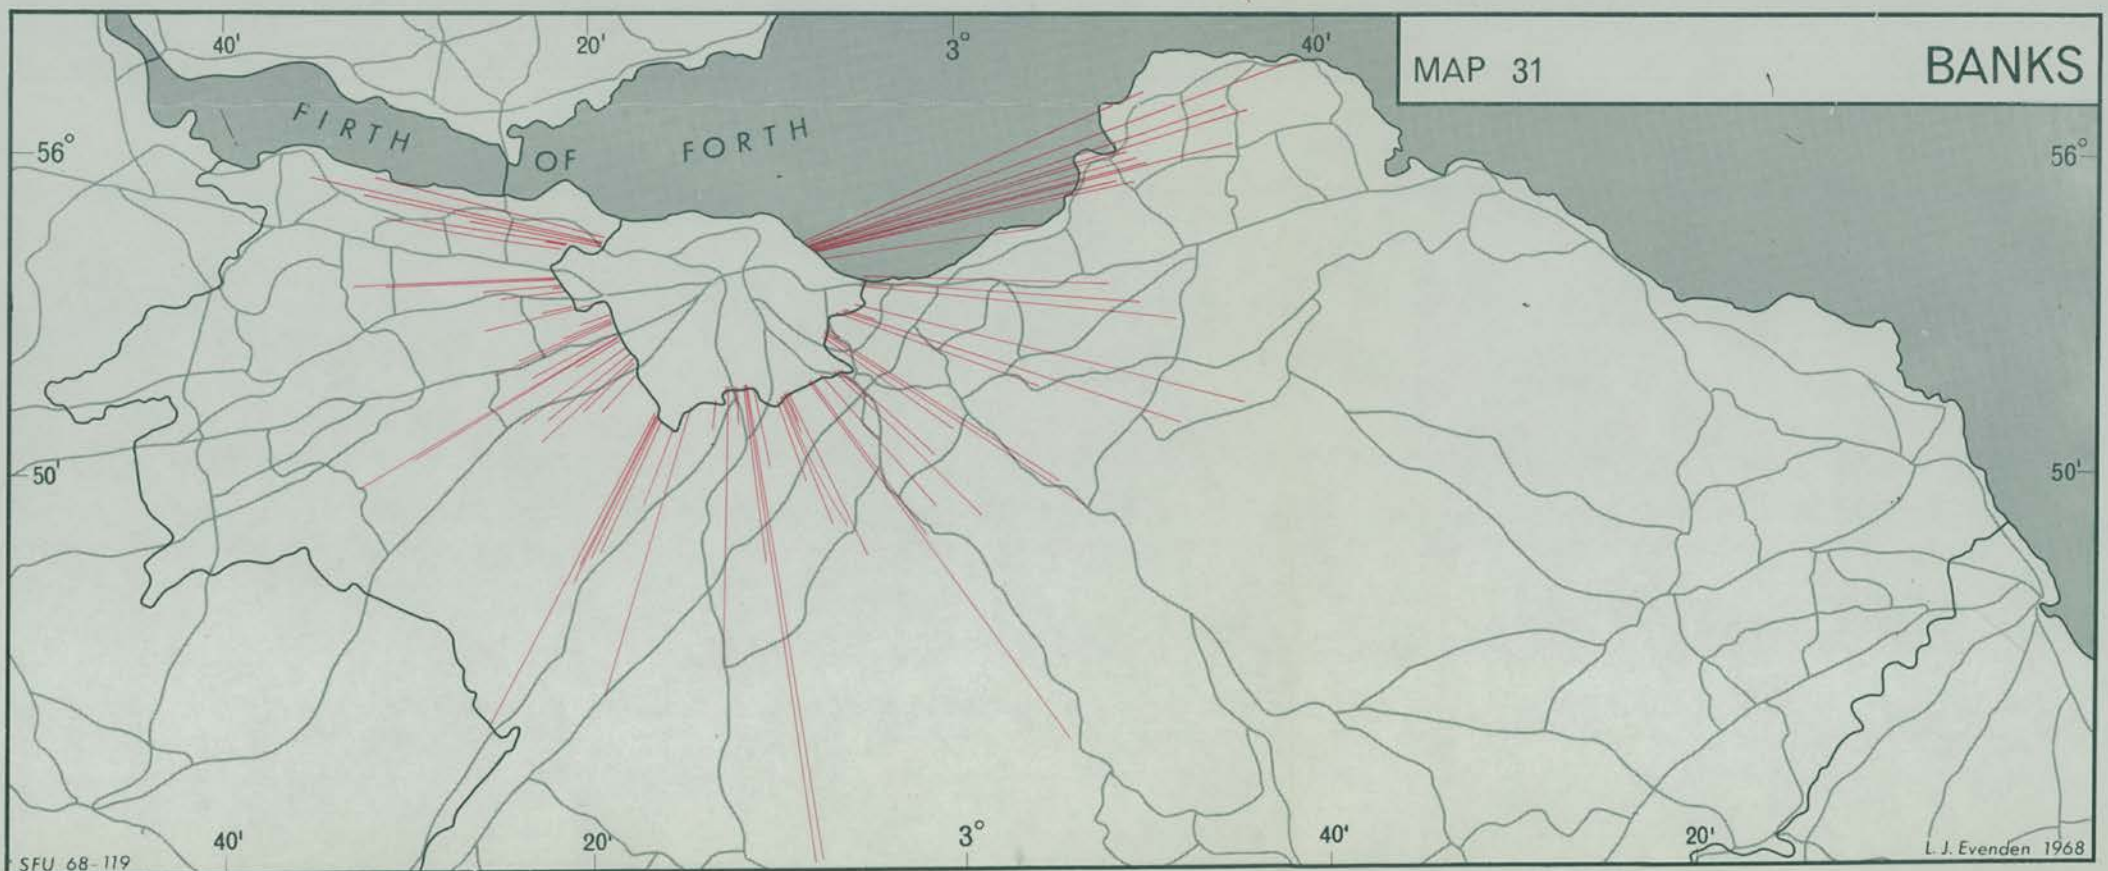 40' 20' 3° 40'
MAP 31 BANKS
FIRTH OF FORTH
56° 56°
50' 50'
40' 20' 3° 40' 20'
SFU 68-119
L. J. Evenden 1968